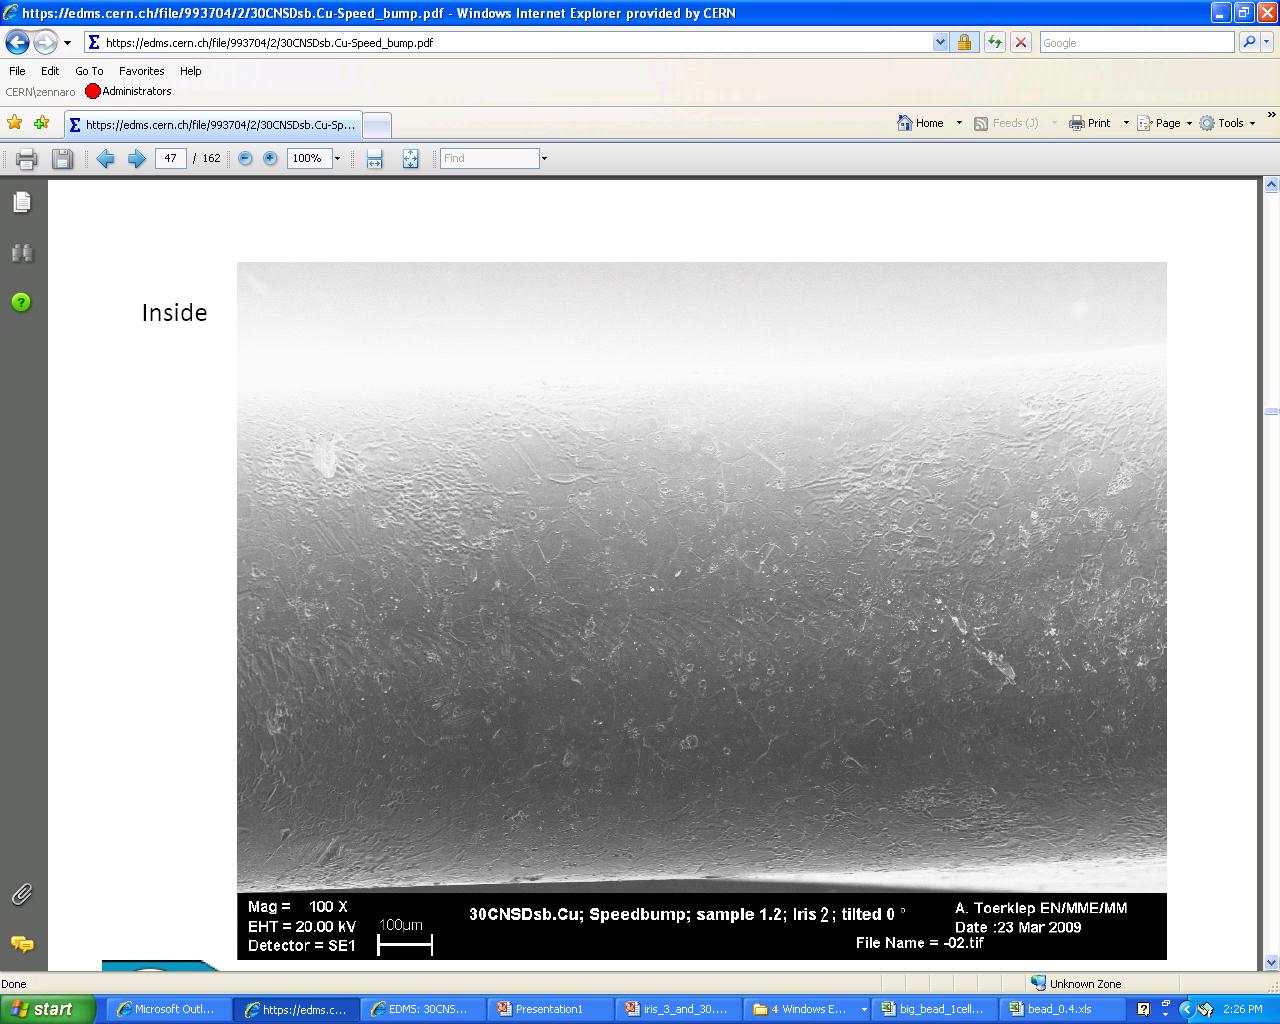 https://edms.cern.ch/file/993704/2/30CNSDsb.Cu-Speed_bump.pdf - Windows Internet Explorer provided by CERN
https://edms.cern.ch/file/993704/2/30CNSDsb.Cu-Speed_bump.pdf
Google
File Edit Go To Favorites Help
CERN\zennaro Administrators
https://edms.cern.ch/file/993704/2/30CNSDsb.Cu-Sp...
Home Feeds (J) Print Page Tools
47 / 162 100% Find
Inside
Mag = 100 X
EHT = 20.00 kV
Detector = SE1
100µm
30CNSDsb.Cu; Speedbump; sample 1.2; Iris 2; tilted 0 °
A. Toerklep EN/MME/MM
Date :23 Mar 2009
File Name = -02.tif
Done
Unknown Zone
start Microsoft Outl... https://edms.c... EDMS: 30CNS... Presentation1 iris_3_and_30.... 4 Windows E... big_bead_1cell... bead_0.4.xls 2:26 PM